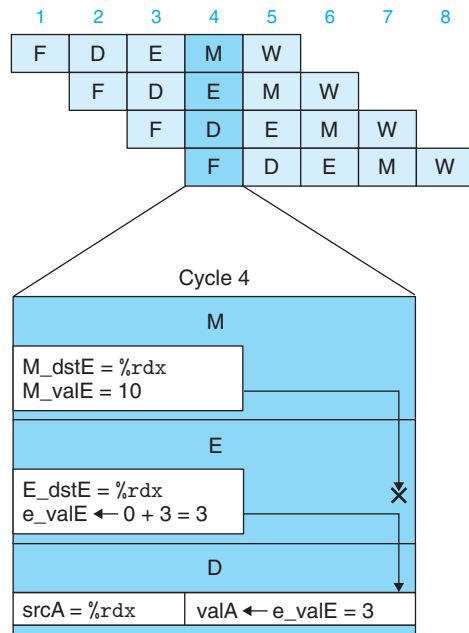 1 2 3 4 5 6 7 8
F D E M W
F D E M W
F D E M W
F D E M W
Cycle 4
M
M_dstE = %rdx
M_valE = 10
E
E_dstE = %rdx
e_valE ← 0 + 3 = 3
D
srcA = %rdx valA ← e_valE = 3